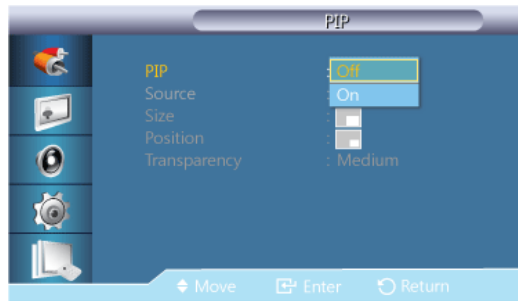 PIP
PIP : Off
Source : On
Size :
Position :
Transparency : Medium
Move Enter Return